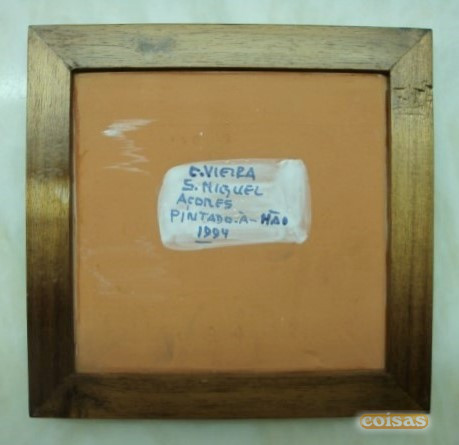 C.VIEIRA
S.MIGUEL
AÇORES
PINTADO-À-MÃO
1994
coisas